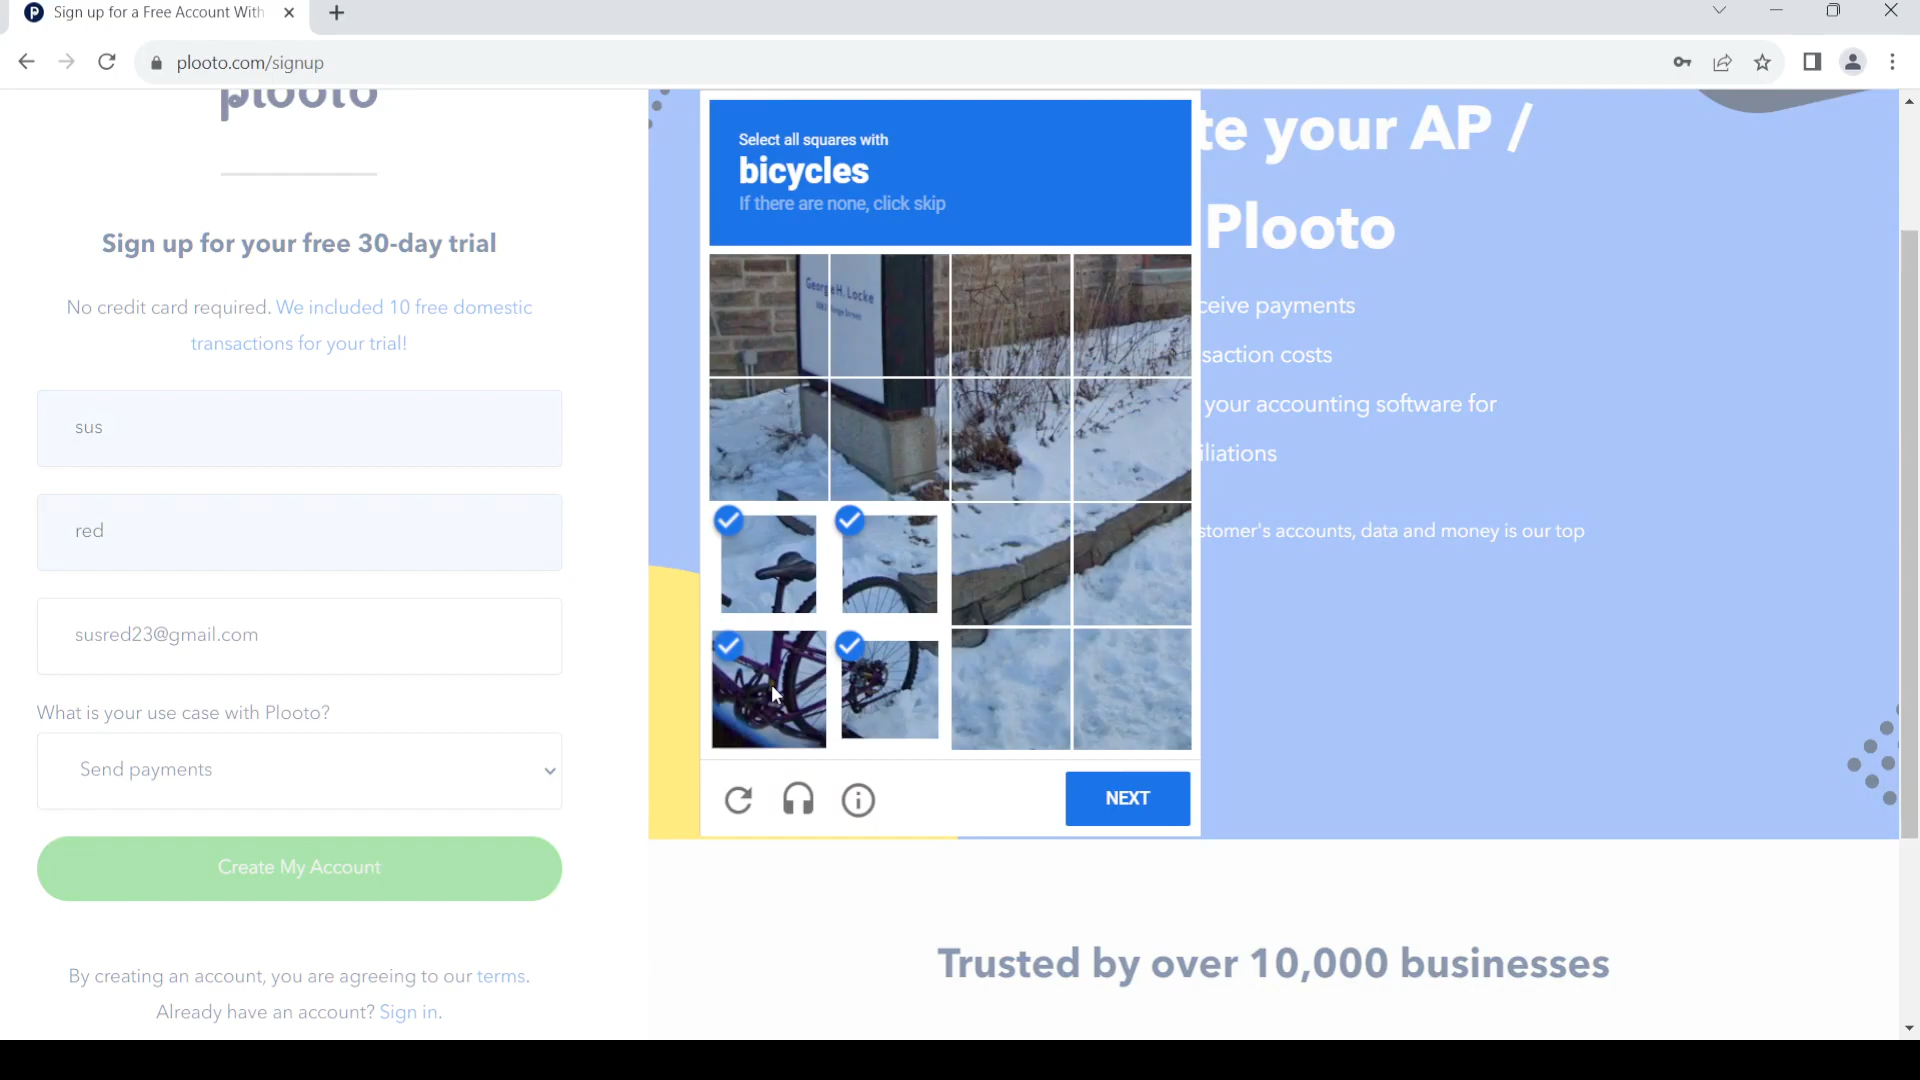 Sign up for a Free Account With
plooto.com/signup
plooto
Sign up for your free 30-day trial
No credit card required. We included 10 free domestic
transactions for your trial!
sus
red
susred23@gmail.com
What is your use case with Plooto?
Send payments
Create My Account
By creating an account, you are agreeing to our terms.
Already have an account? Sign in.
Select all squares with
bicycles
If there are none, click skip
George H. Locke
NEXT
te your AP /
Plooto
ceive payments
saction costs
your accounting software for
iliations
stomer's accounts, data and money is our top
Trusted by over 10,000 businesses